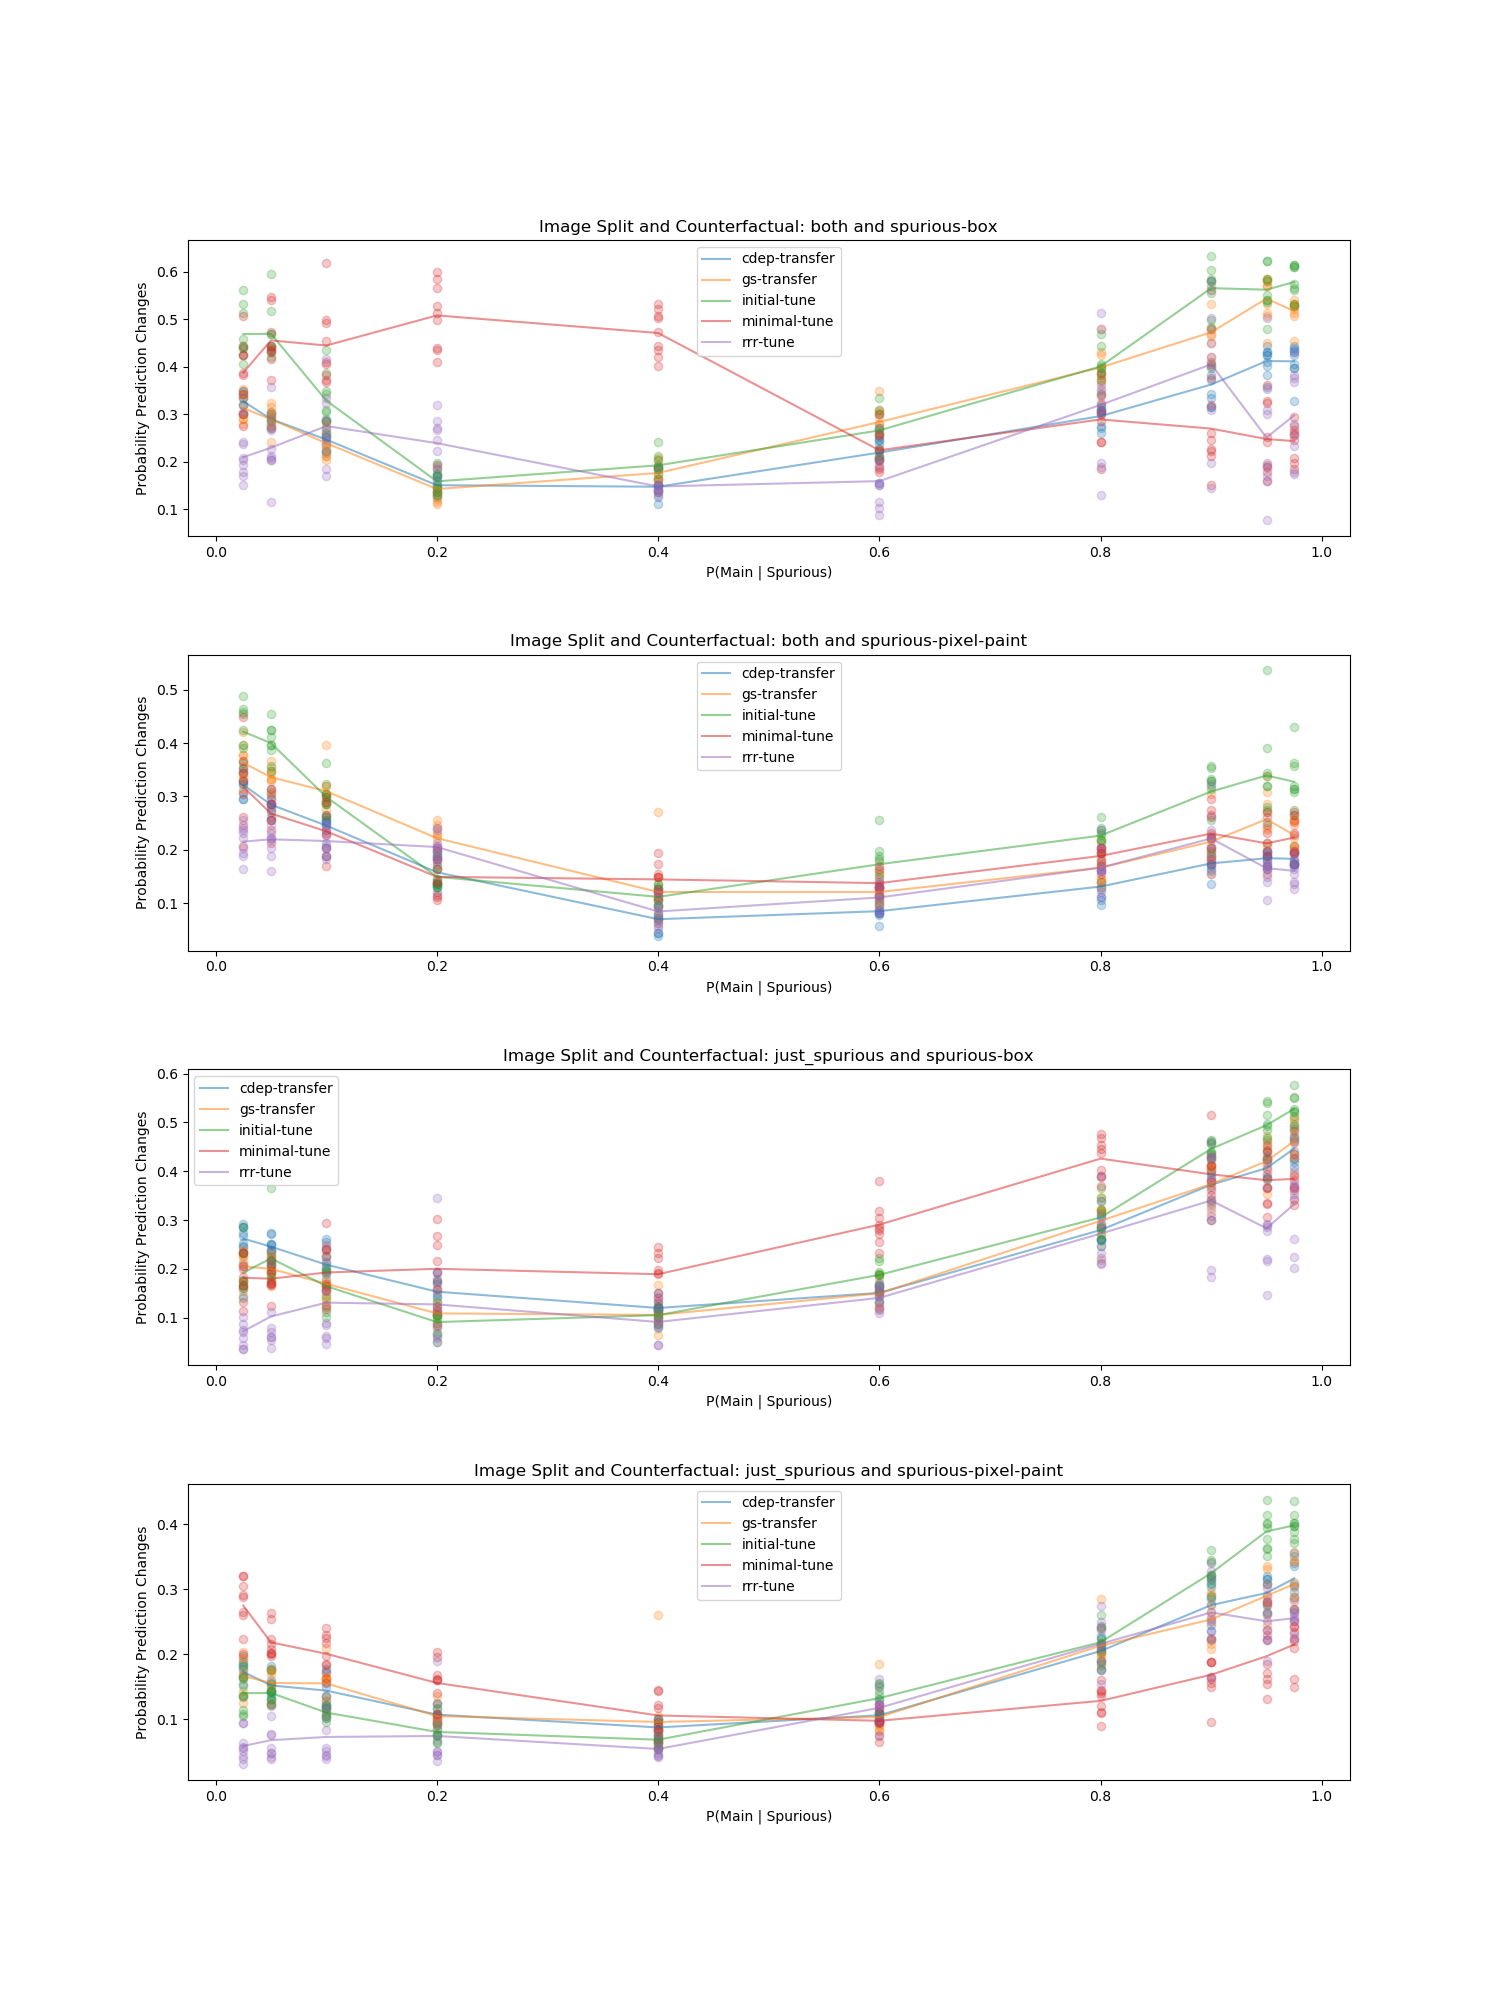 Image Split and Counterfactual: both and spurious-box
Probability Prediction Changes
0.6
0.5
0.4
0.3
0.2
0.1
cdep-transfer
gs-transfer
initial-tune
minimal-tune
rrr-tune
0.0 0.2 0.4 0.6 0.8 1.0
P(Main | Spurious)
Image Split and Counterfactual: both and spurious-pixel-paint
Probability Prediction Changes
0.5
0.4
0.3
0.2
0.1
cdep-transfer
gs-transfer
initial-tune
minimal-tune
rrr-tune
0.0 0.2 0.4 0.6 0.8 1.0
P(Main | Spurious)
Image Split and Counterfactual: just_spurious and spurious-box
Probability Prediction Changes
0.6
0.5
0.4
0.3
0.2
0.1
cdep-transfer
gs-transfer
initial-tune
minimal-tune
rrr-tune
0.0 0.2 0.4 0.6 0.8 1.0
P(Main | Spurious)
Image Split and Counterfactual: just_spurious and spurious-pixel-paint
Probability Prediction Changes
0.4
0.3
0.2
0.1
cdep-transfer
gs-transfer
initial-tune
minimal-tune
rrr-tune
0.0 0.2 0.4 0.6 0.8 1.0
P(Main | Spurious)